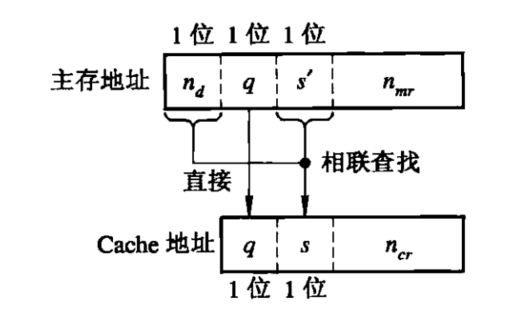 1 位 1 位 1 位
主存地址 n_d q s′ n_mr
直接 相联查找
Cache 地址 q s n_cr
1 位 1 位